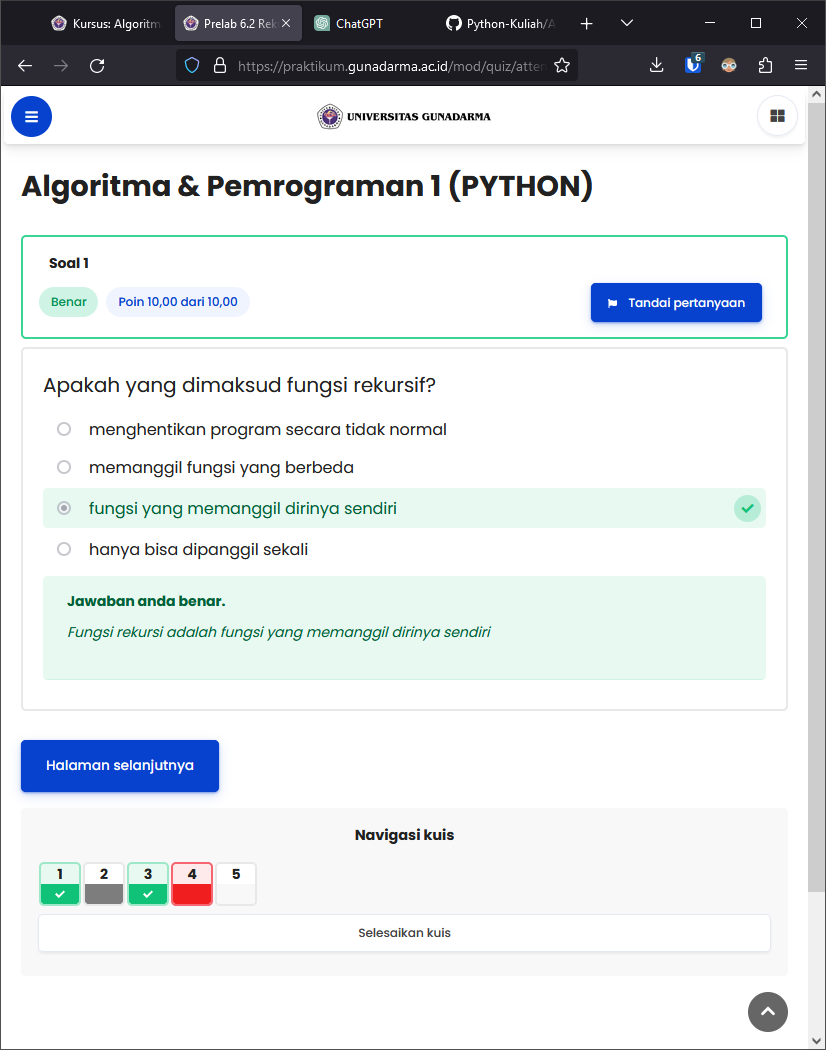 Kursus: Algoritm
Prelab 6.2 Rek
ChatGPT
Python-Kuliah/A
https://praktikum.gunadarma.ac.id/mod/quiz/atten
6
UNIVERSITAS GUNADARMA
Algoritma & Pemrograman 1 (PYTHON)
Soal 1
Benar
Poin 10,00 dari 10,00
Tandai pertanyaan
Apakah yang dimaksud fungsi rekursif?
menghentikan program secara tidak normal
memanggil fungsi yang berbeda
fungsi yang memanggil dirinya sendiri
hanya bisa dipanggil sekali
Jawaban anda benar.
Fungsi rekursi adalah fungsi yang memanggil dirinya sendiri
Halaman selanjutnya
Navigasi kuis
1 2 3 4 5
Selesaikan kuis